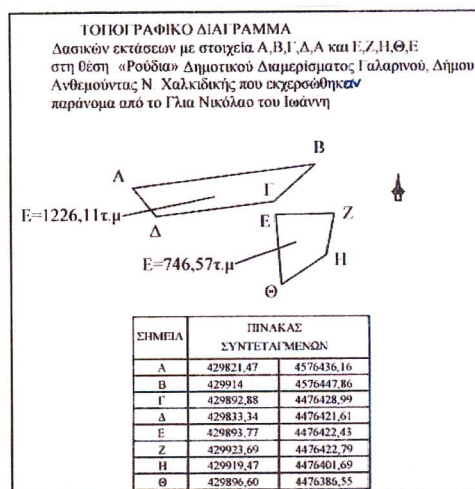 ΤΟΠΟΓΡΑΦΙΚΟ ΔΙΑΓΡΑΜΜΑ
Δασικών εκτάσεων με στοιχεία Α,Β,Γ,Δ,Α και Ε,Ζ,Η,Θ,Ε
στη θέση «Ρούδια» Δημοτικού Διαμερίσματος Γαλαρινού, Δήμου
Ανθεμούντας Ν. Χαλκιδικής που εκχερσώθηκαν
παράνομα από το Γλια Νικόλαο του Ιωάννη
Β
Α
Γ
Ε=1226,11τ.μ
Δ
Ε
Ζ
Ε=746,57τ.μ
Η
Θ
ΣΗΜΕΙΑ ΠΙΝΑΚΑΣ ΣΥΝΤΕΤΑΓΜΕΝΩΝ
Α 429821,47 4576436,16
Β 429914 4576447,86
Γ 429892,88 4476428,99
Δ 429833,34 4476421,61
Ε 429893,77 4476422,43
Ζ 429923,69 4476422,79
Η 429919,47 4476401,69
Θ 429896,60 4476386,55